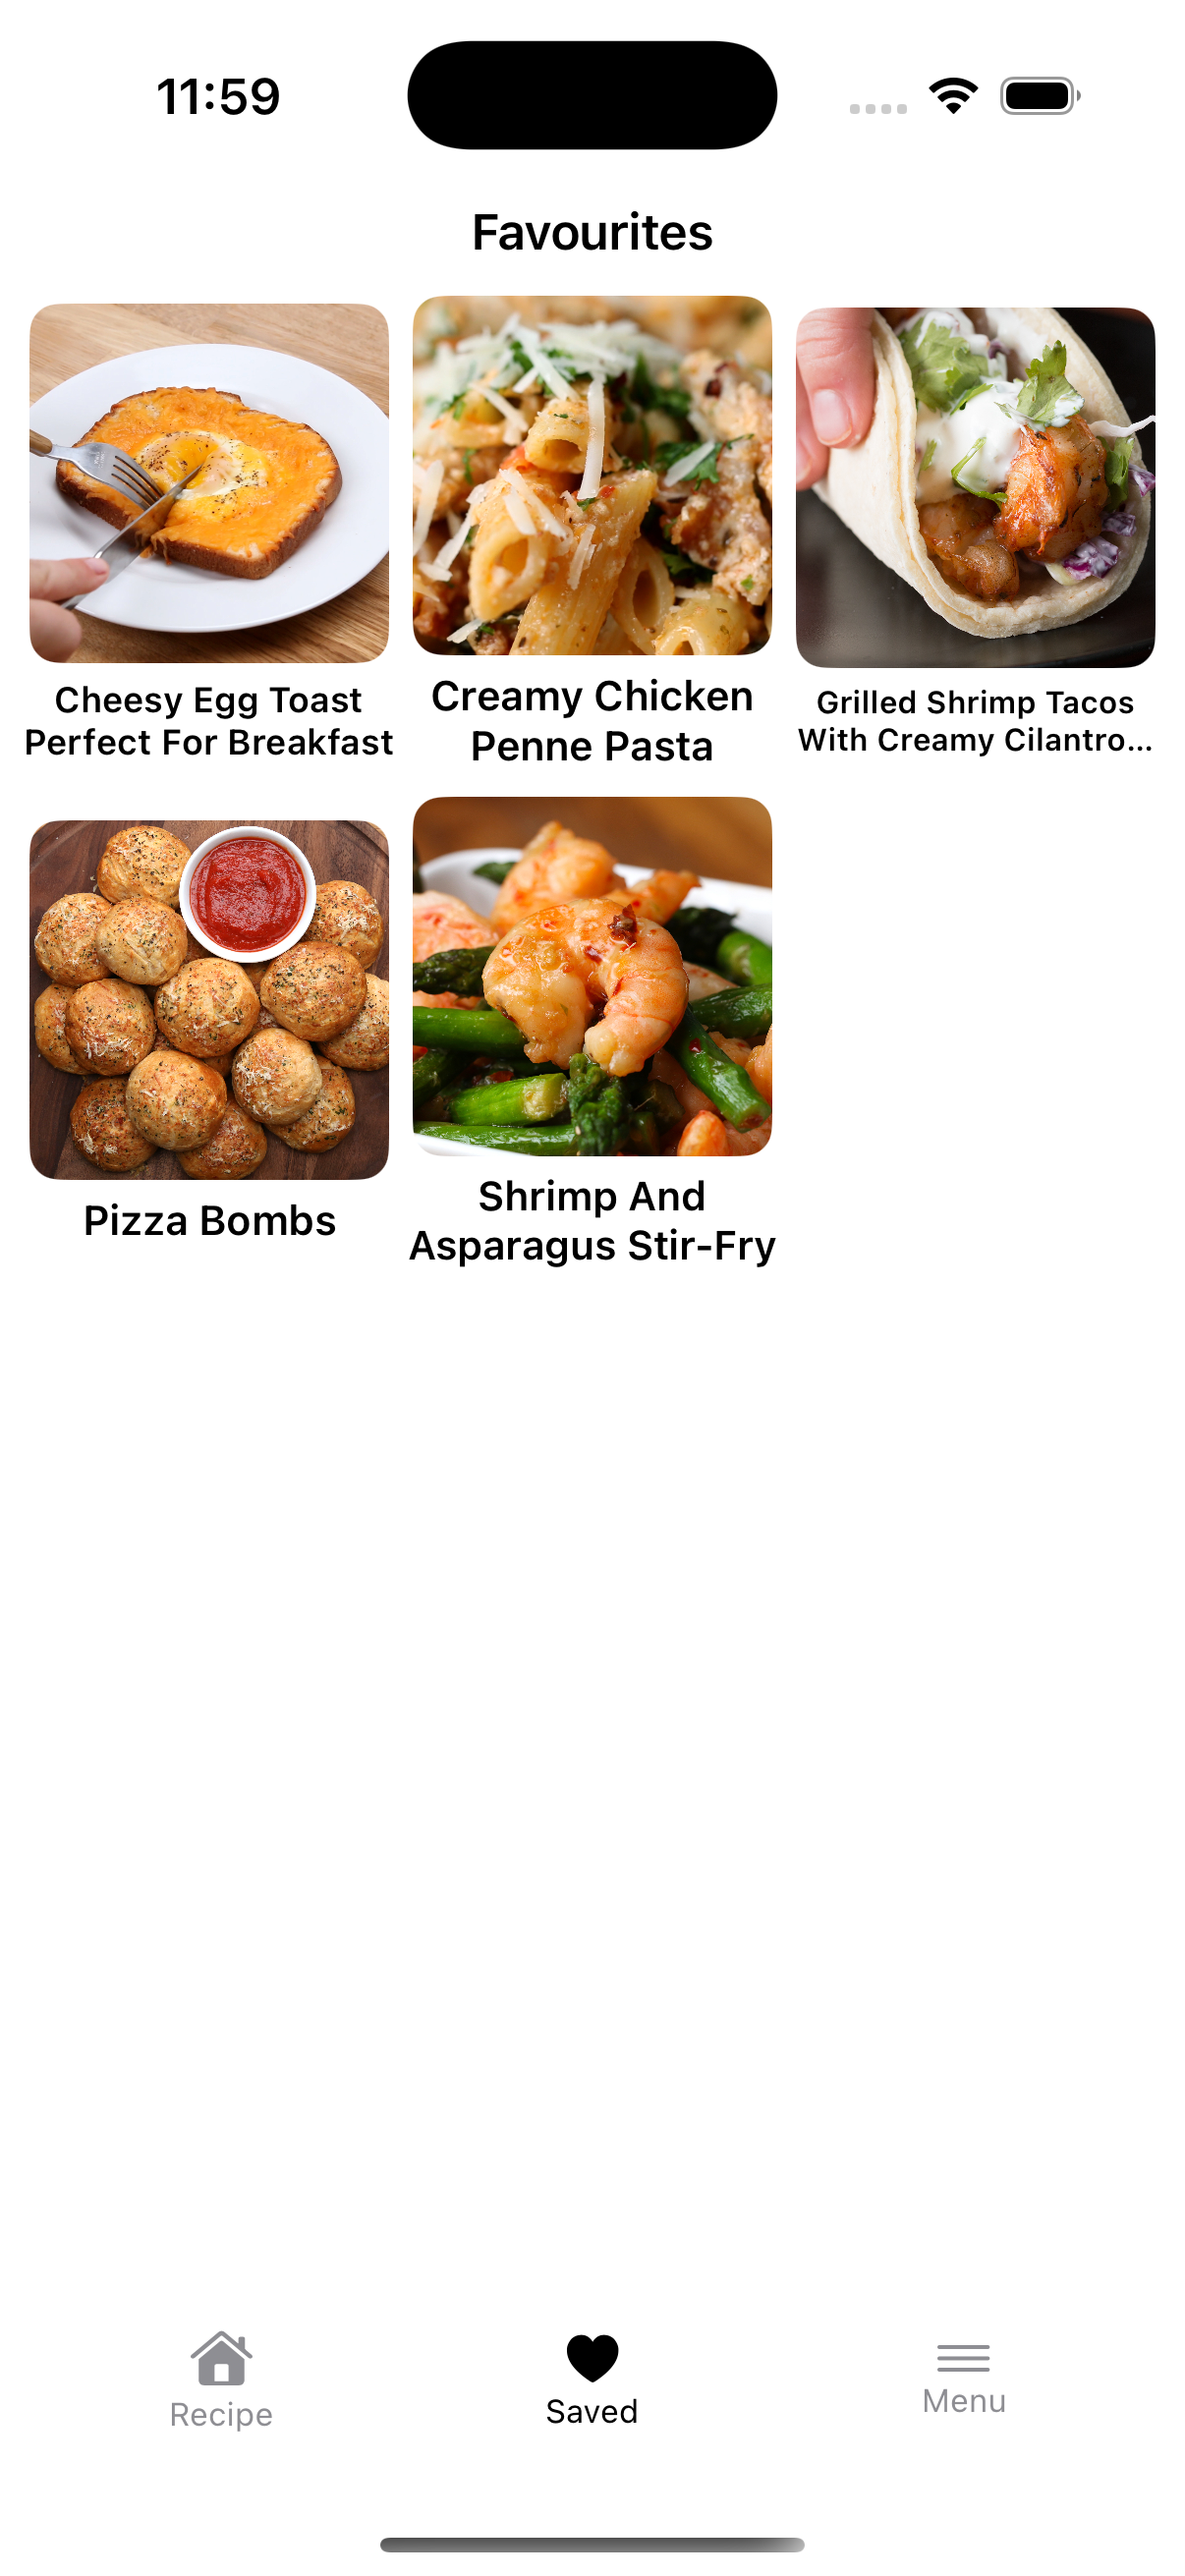 11:59
Favourites
Cheesy Egg Toast
Perfect For Breakfast
Creamy Chicken
Penne Pasta
Grilled Shrimp Tacos
With Creamy Cilantro...
Pizza Bombs
Shrimp And
Asparagus Stir-Fry
Recipe
Saved
Menu